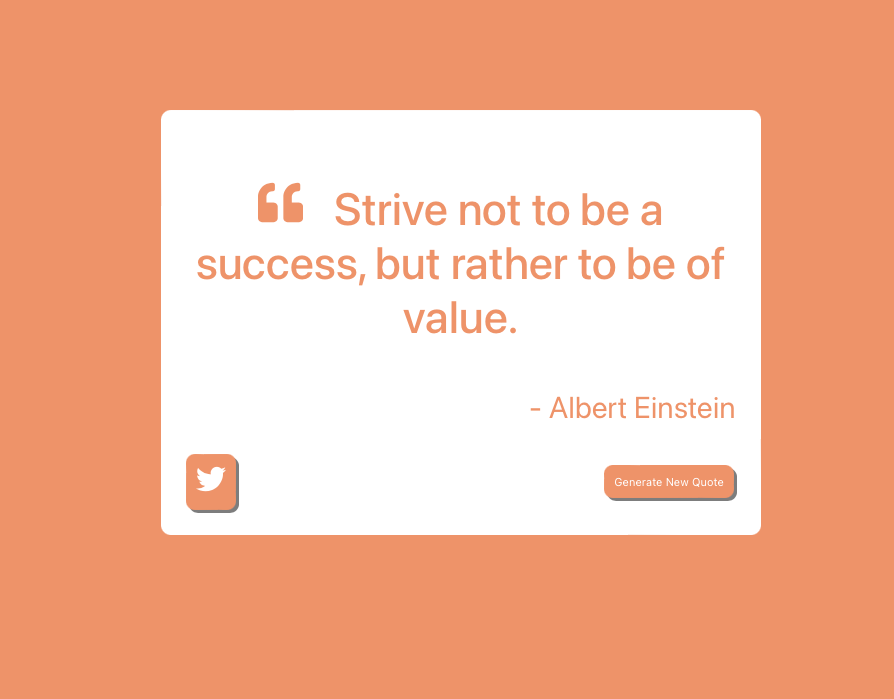 “ Strive not to be a
success, but rather to be of
value.
- Albert Einstein
Generate New Quote